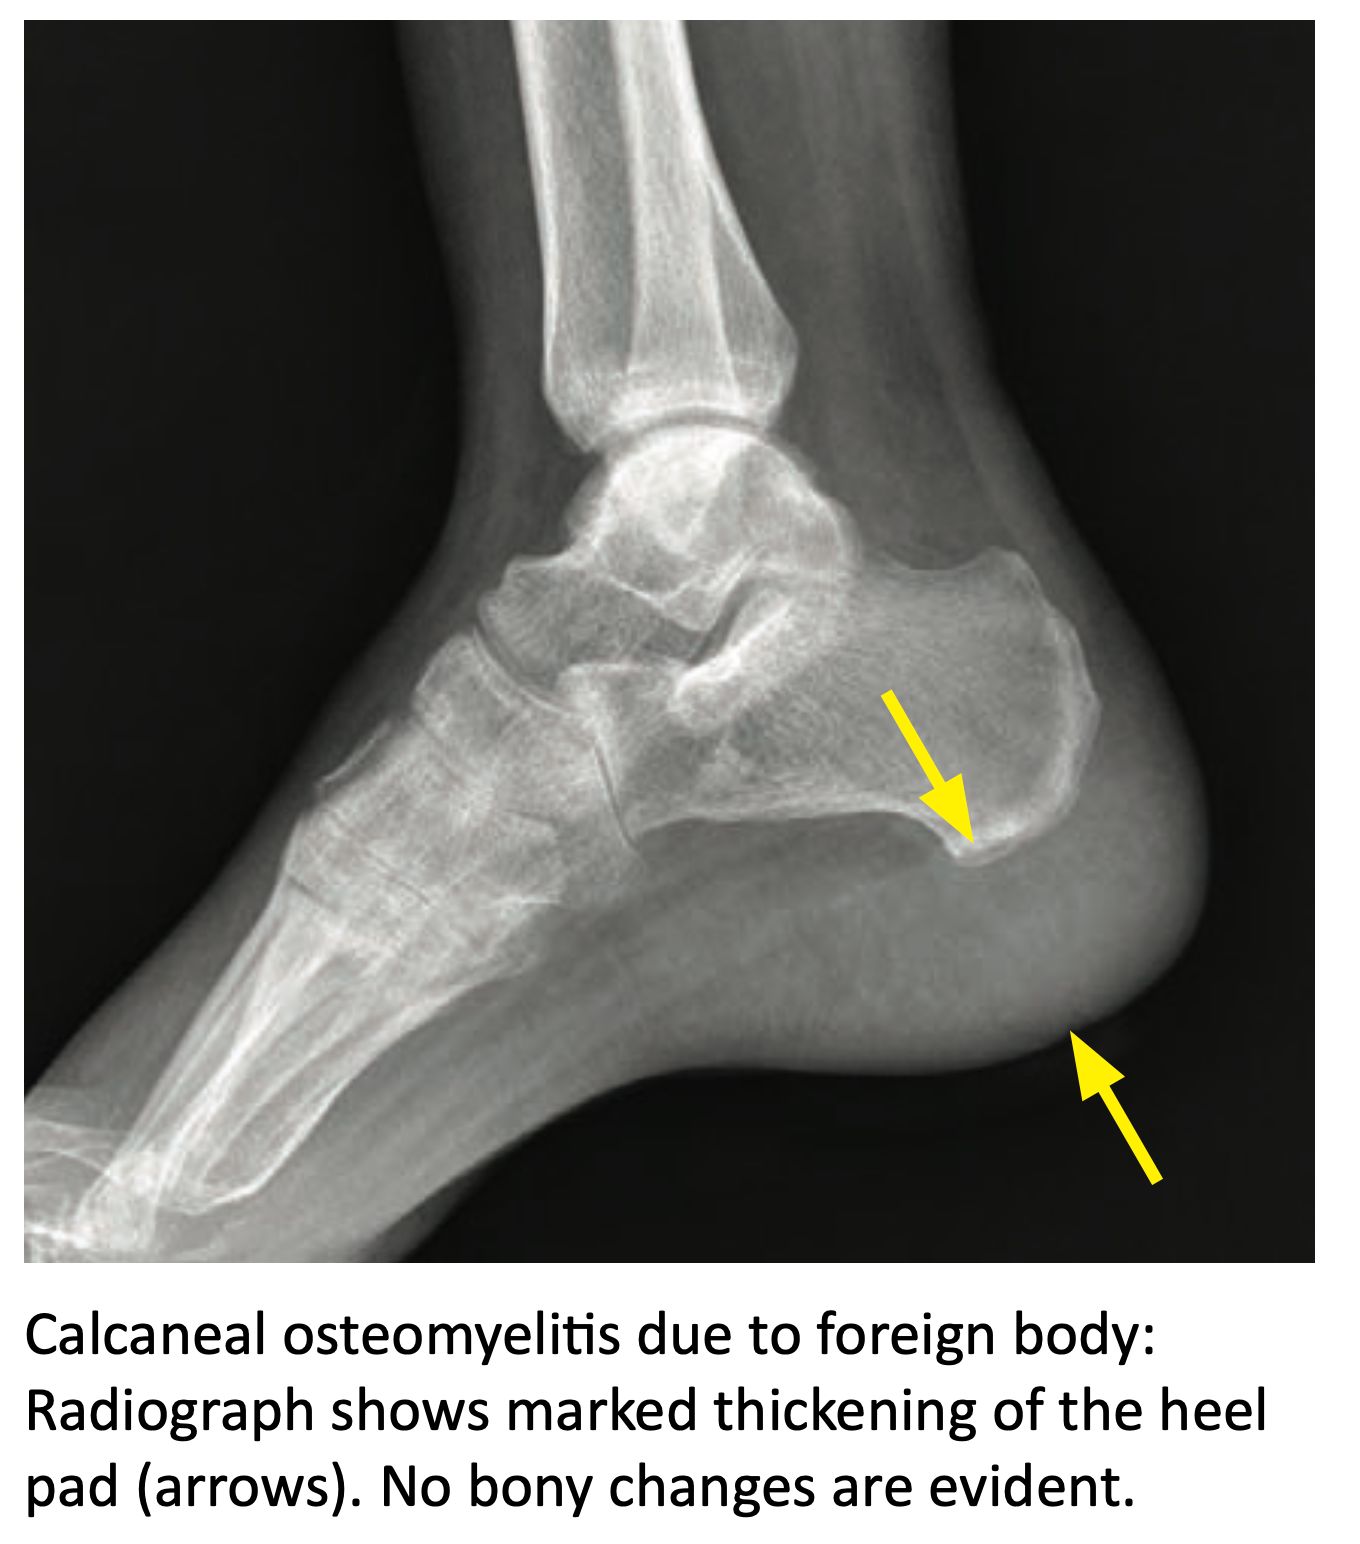 Calcaneal osteomyelitis due to foreign body:
Radiograph shows marked thickening of the heel
pad (arrows). No bony changes are evident.